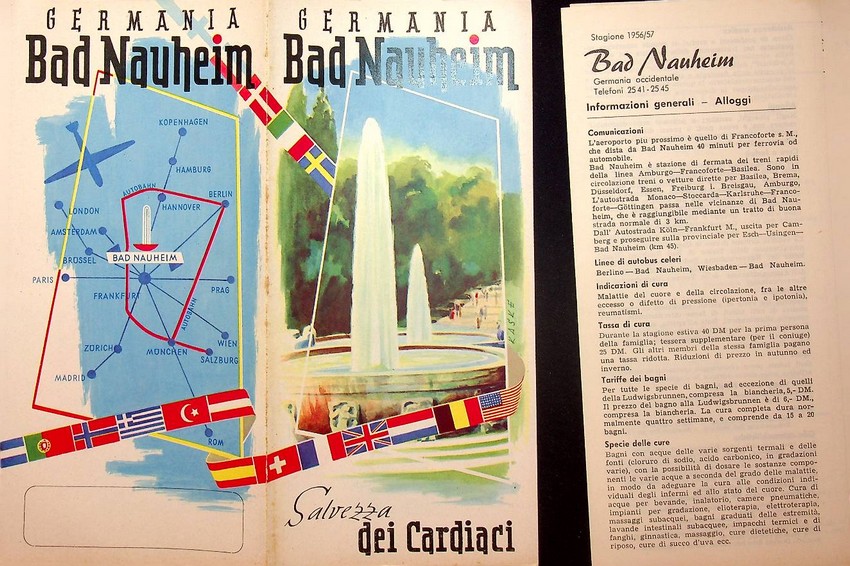 GERMANIA
Bad Nauheim
KOPENHAGEN
HAMBURG
AUTOBAHN
BERLIN
HANNOVER
LONDON
AMSTERDAM
BAD NAUHEIM
BRÜSSEL
PARIS
FRANKFURT
PRAG
AUTOBAHN
WIEN
ZÜRICH
MÜNCHEN
SALZBURG
MADRID
ROM
GERMANIA
Bad Nauheim
KASKE
Salvezza
dei Cardiaci
Stagione 1956/57
Bad Nauheim
Germania occidentale
Telefoni 25 41 - 25 45
Informazioni generali – Alloggi
Comunicazioni
L'aeroporto piu prossimo è quello di Francoforte s. M.,
che dista da Bad Nauheim 40 minuti per ferrovia od
automobile.
Bad Nauheim è stazione di fermata dei treni rapidi
della linea Amburgo—Francoforte—Basilea. Sono in
circolazione treni o vetture dirette per Basilea, Brema,
Düsseldorf, Essen, Freiburg i. Breisgau, Amburgo,
L'autostrada Monaco—Stoccarda—Karlsruhe—Franco-
forte—Göttingen passa nelle vicinanze di Bad Nau-
heim, che è raggiungibile mediante un tratto di buona
strada normale di 3 km.
Dall' Autostrada Köln—Frankfurt M., uscita per Cam-
berg e proseguire sulla provinciale per Esch—Usingen—
Bad Nauheim (km 45).
Linee di autobus celeri
Berlino — Bad Nauheim, Wiesbaden — Bad Nauheim.
Indicazioni di cura
Malattie del cuore e della circolazione, fra le altre
eccesso o difetto di pressione (ipertonia e ipotonia),
reumatismi.
Tassa di cura
Durante la stagione estiva 40 DM per la prima persona
della famiglia; tessera supplementare (per il coniuge)
25 DM. Gli altri membri della stessa famiglia pagano
una tassa ridotta. Riduzioni di prezzo in autunno ed
inverno.
Tariffe dei bagni
Per tutte le specie di bagni, ad eccezione di quelli
della Ludwigsbrunnen, compresa la biancheria, 5,- DM.
Il prezzo del bagno a Ludwigsbrunnen è di 6,- DM,
compresa la biancheria. La cura completa dura nor-
malmente quattro settimane, e comprende da 15 a 20
bagni.
Specie delle cure
Bagni con acque delle varie sorgenti termali e delle
fonti (cloruro di sodio, acido carbonico, in gradazioni
varie), con la possibilità di dosare le sostanze compo-
nenti le varie acque a seconda del grado delle malattie,
in modo da adeguare la cura alle condizioni indi-
viduali degli infermi ed allo stato del cuore. Cura di
acque per bevande, inalatorio, camere pneumatiche,
impianti per gradazione, elioterapia, elettroterapia,
massaggi subacquei, bagni graduati delle estremità,
lavande intestinali subacquee, impacchi termici e di
fanghi, ginnastica, massaggio, cure dietetiche, cure di
riposo, cure di succo d'uva ecc.